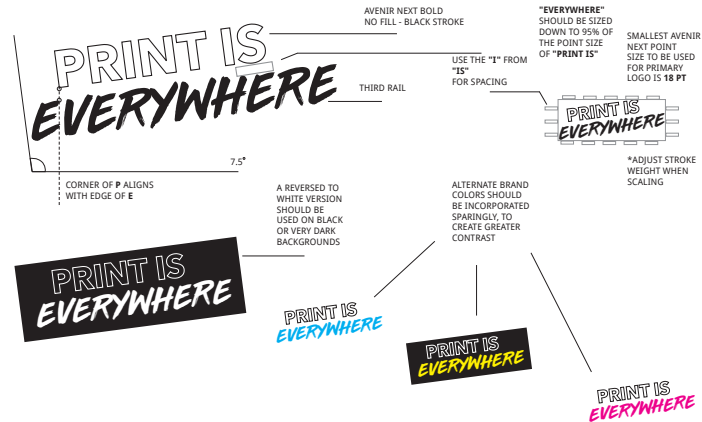 PRINT IS
EVERYWHERE
AVENIR NEXT BOLD
NO FILL - BLACK STROKE
THIRD RAIL
7.5°
CORNER OF P ALIGNS
WITH EDGE OF E
USE THE "I" FROM
"IS"
FOR SPACING
"EVERYWHERE"
SHOULD BE SIZED
DOWN TO 95% OF
THE POINT SIZE
OF "PRINT IS"
SMALLEST AVENIR
NEXT POINT
SIZE TO BE USED
FOR PRIMARY
LOGO IS 18 PT
PRINT IS
EVERYWHERE
*ADJUST STROKE
WEIGHT WHEN
SCALING
A REVERSED TO
WHITE VERSION
SHOULD BE
USED ON BLACK
OR VERY DARK
BACKGROUNDS
PRINT IS
EVERYWHERE
ALTERNATE BRAND
COLORS SHOULD
BE INCORPORATED
SPARINGLY, TO
CREATE GREATER
CONTRAST
PRINT IS
EVERYWHERE
PRINT IS
EVERYWHERE
PRINT IS
EVERYWHERE